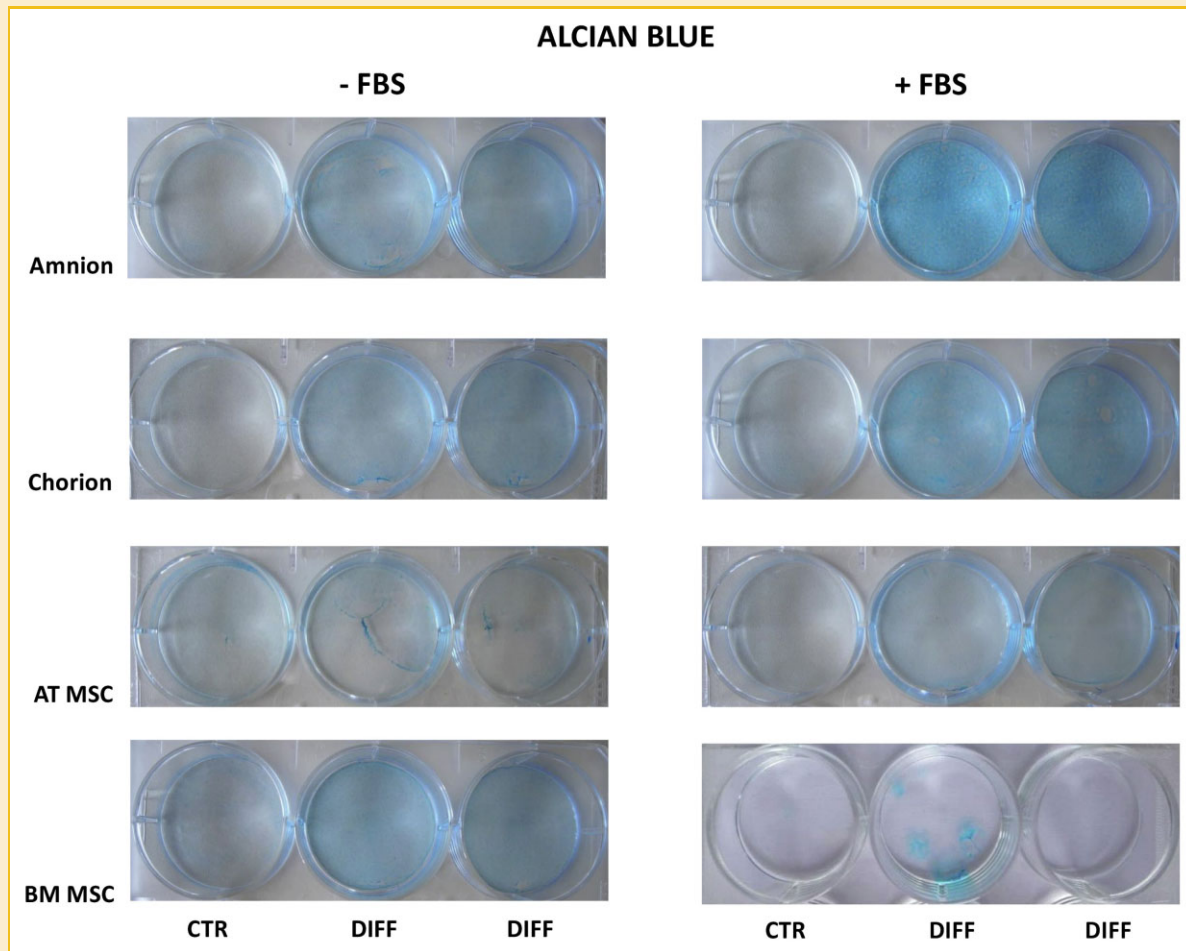 ALCIAN BLUE
- FBS
+ FBS
Amnion
Chorion
AT MSC
BM MSC
CTR DIFF DIFF
CTR DIFF DIFF